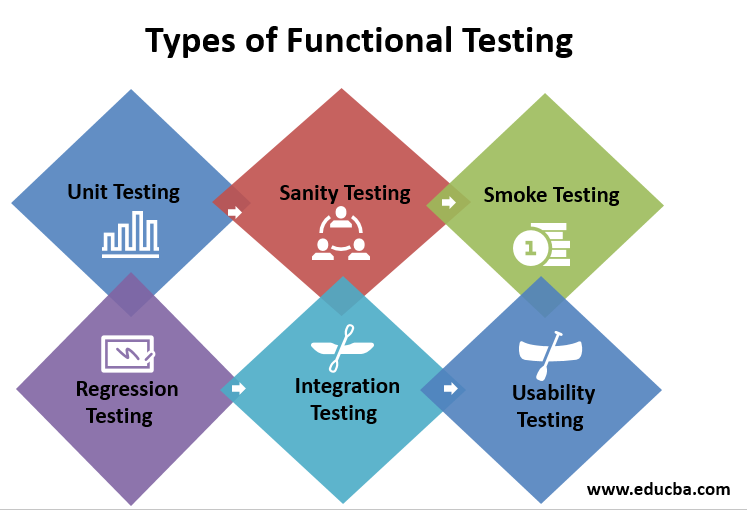 Types of Functional Testing
Unit Testing
Sanity Testing
Smoke Testing
1
Regression
Testing
Integration
Testing
Usability
Testing
www.educba.com